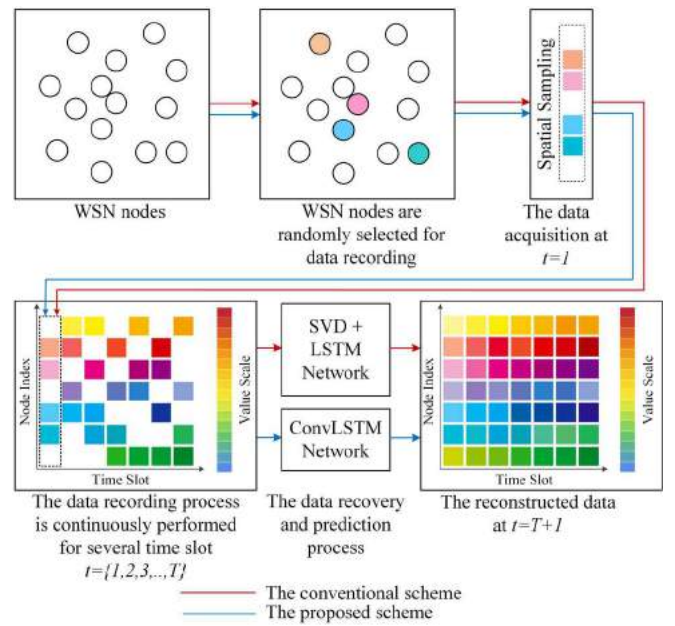 WSN nodes
WSN nodes are
randomly selected for
data recording
Spatial Sampling
The data
acquisition at
t=1
Node Index
Time Slot
Value Scale
SVD +
LSTM
Network
ConvLSTM
Network
Node Index
Time Slot
Value Scale
The data recording process
is continuously performed
for several time slot
t={1,2,3,..,T}
The data recovery
and prediction
process
The reconstructed data
at t=T+1
The conventional scheme
The proposed scheme